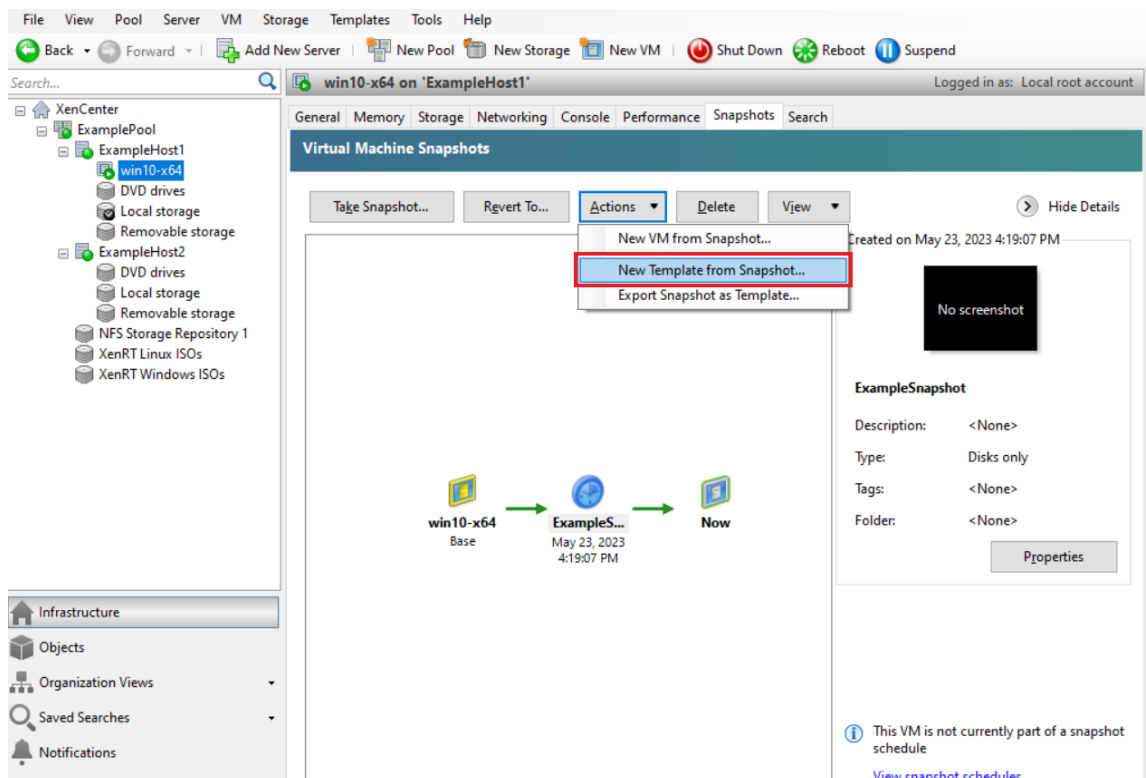 File View Pool Server VM Storage Templates Tools Help
Back Forward Add New Server New Pool New Storage New VM Shut Down Reboot Suspend
Search...
win10-x64 on 'ExampleHost1' Logged in as: Local root account
XenCenter
ExamplePool
ExampleHost1
win10-x64
DVD drives
Local storage
Removable storage
ExampleHost2
DVD drives
Local storage
Removable storage
NFS Storage Repository 1
XenRT Linux ISOs
XenRT Windows ISOs
General Memory Storage Networking Console Performance Snapshots Search
Virtual Machine Snapshots
Take Snapshot... Revert To... Actions Delete View Hide Details
New VM from Snapshot...
New Template from Snapshot...
Export Snapshot as Template...
Created on May 23, 2023 4:19:07 PM
No screenshot
ExampleSnapshot
Description: <None>
Type: Disks only
Tags: <None>
Folder: <None>
Properties
win10-x64
Base
ExampleS...
May 23, 2023
4:19:07 PM
Now
Infrastructure
Objects
Organization Views
Saved Searches
Notifications
This VM is not currently part of a snapshot
schedule
View snapshot schedules